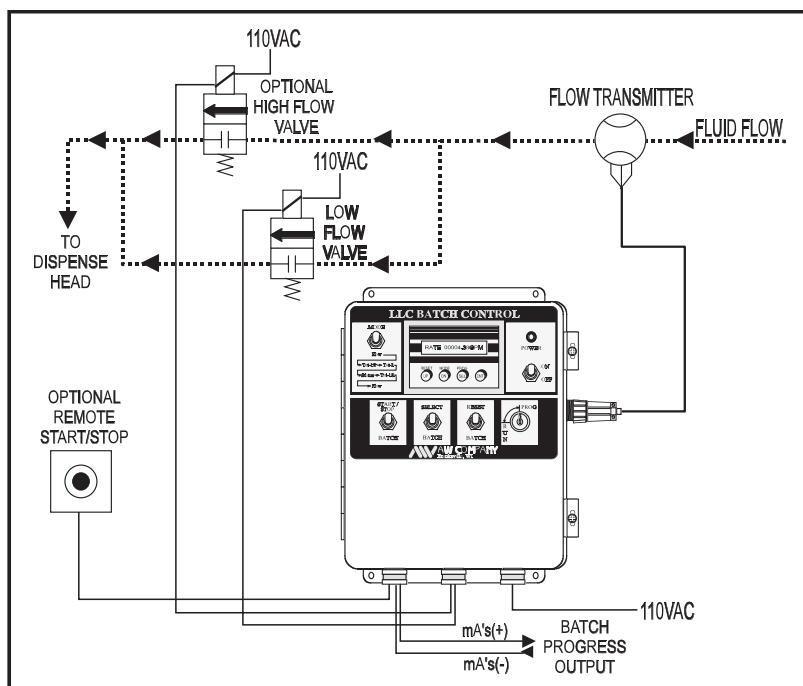 110VAC
OPTIONAL
HIGH FLOW
VALVE
FLOW TRANSMITTER
FLUID FLOW
110VAC
LOW
FLOW
VALVE
TO
DISPENSE
HEAD
LLC BATCH CONTROL
RATE
POWER
ON
OFF
OPTIONAL
REMOTE
START/STOP
START/
STOP
BATCH
SELECT
BATCH
RESET
BATCH
PROG
RUN
AW COMPANY
110VAC
mA's(+)
mA's(-)
BATCH
PROGRESS
OUTPUT